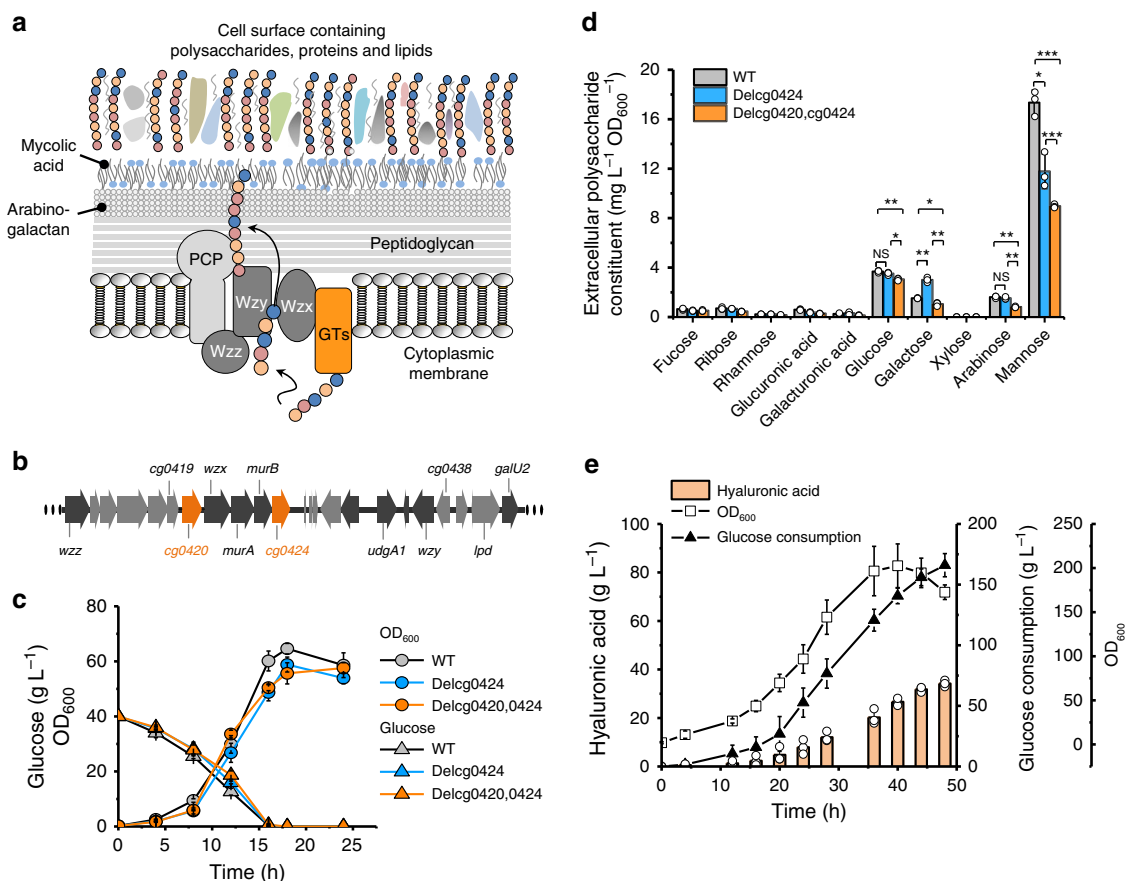 a
Cell surface containing
polysaccharides, proteins and lipids
Mycolic
acid
Arabino-
galactan
Peptidoglycan
PCP
Wzy
Wzx
GTs
Wzz
Cytoplasmic
membrane
b
cg0419 wzx murB cg0438 galU2
wzz cg0420 murA cg0424 udgA1 wzy lpd
c
Glucose (g L⁻¹)
OD₆₀₀
80
60
40
20
0
0 5 10 15 20 25
Time (h)
OD₆₀₀
WT
Delcg0424
Delcg0420,0424
Glucose
WT
Delcg0424
Delcg0420,0424
d
Extracellular polysaccharide
constituent (mg L⁻¹ OD₆₀₀⁻¹)
20
16
12
8
4
0
WT
Delcg0424
Delcg0420,cg0424
** NS *
* ** **
** NS **
*** * ***
Fucose
Ribose
Rhamnose
Glucuronic acid
Galacturonic acid
Glucose
Galactose
Xylose
Arabinose
Mannose
e
Hyaluronic acid
OD₆₀₀
Glucose consumption
Hyaluronic acid (g L⁻¹)
100
80
60
40
20
0
0 10 20 30 40 50
Time (h)
200
150
100
50
0
Glucose consumption (g L⁻¹)
250
200
150
100
50
0
OD₆₀₀